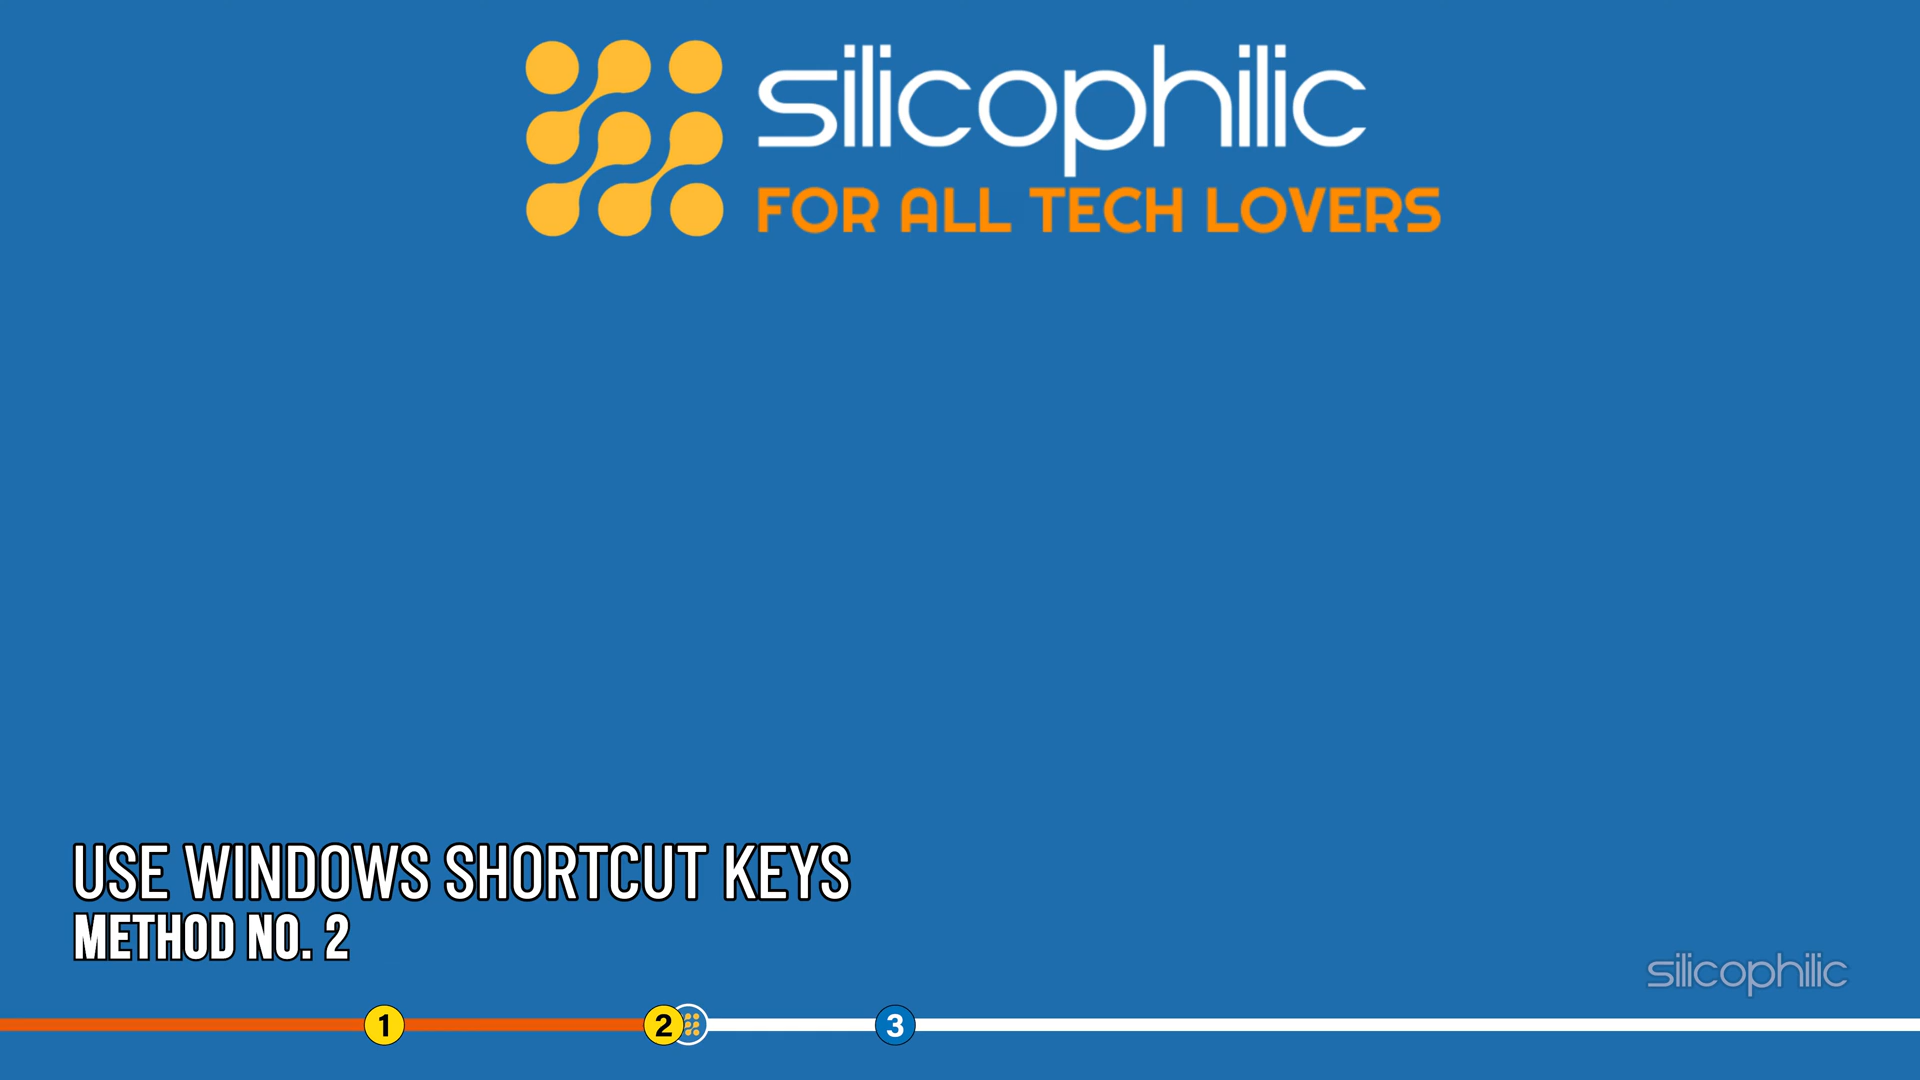 silicophilic
FOR ALL TECH LOVERS
USE WINDOWS SHORTCUT KEYS
METHOD NO. 2
silicophilic
1 2 3